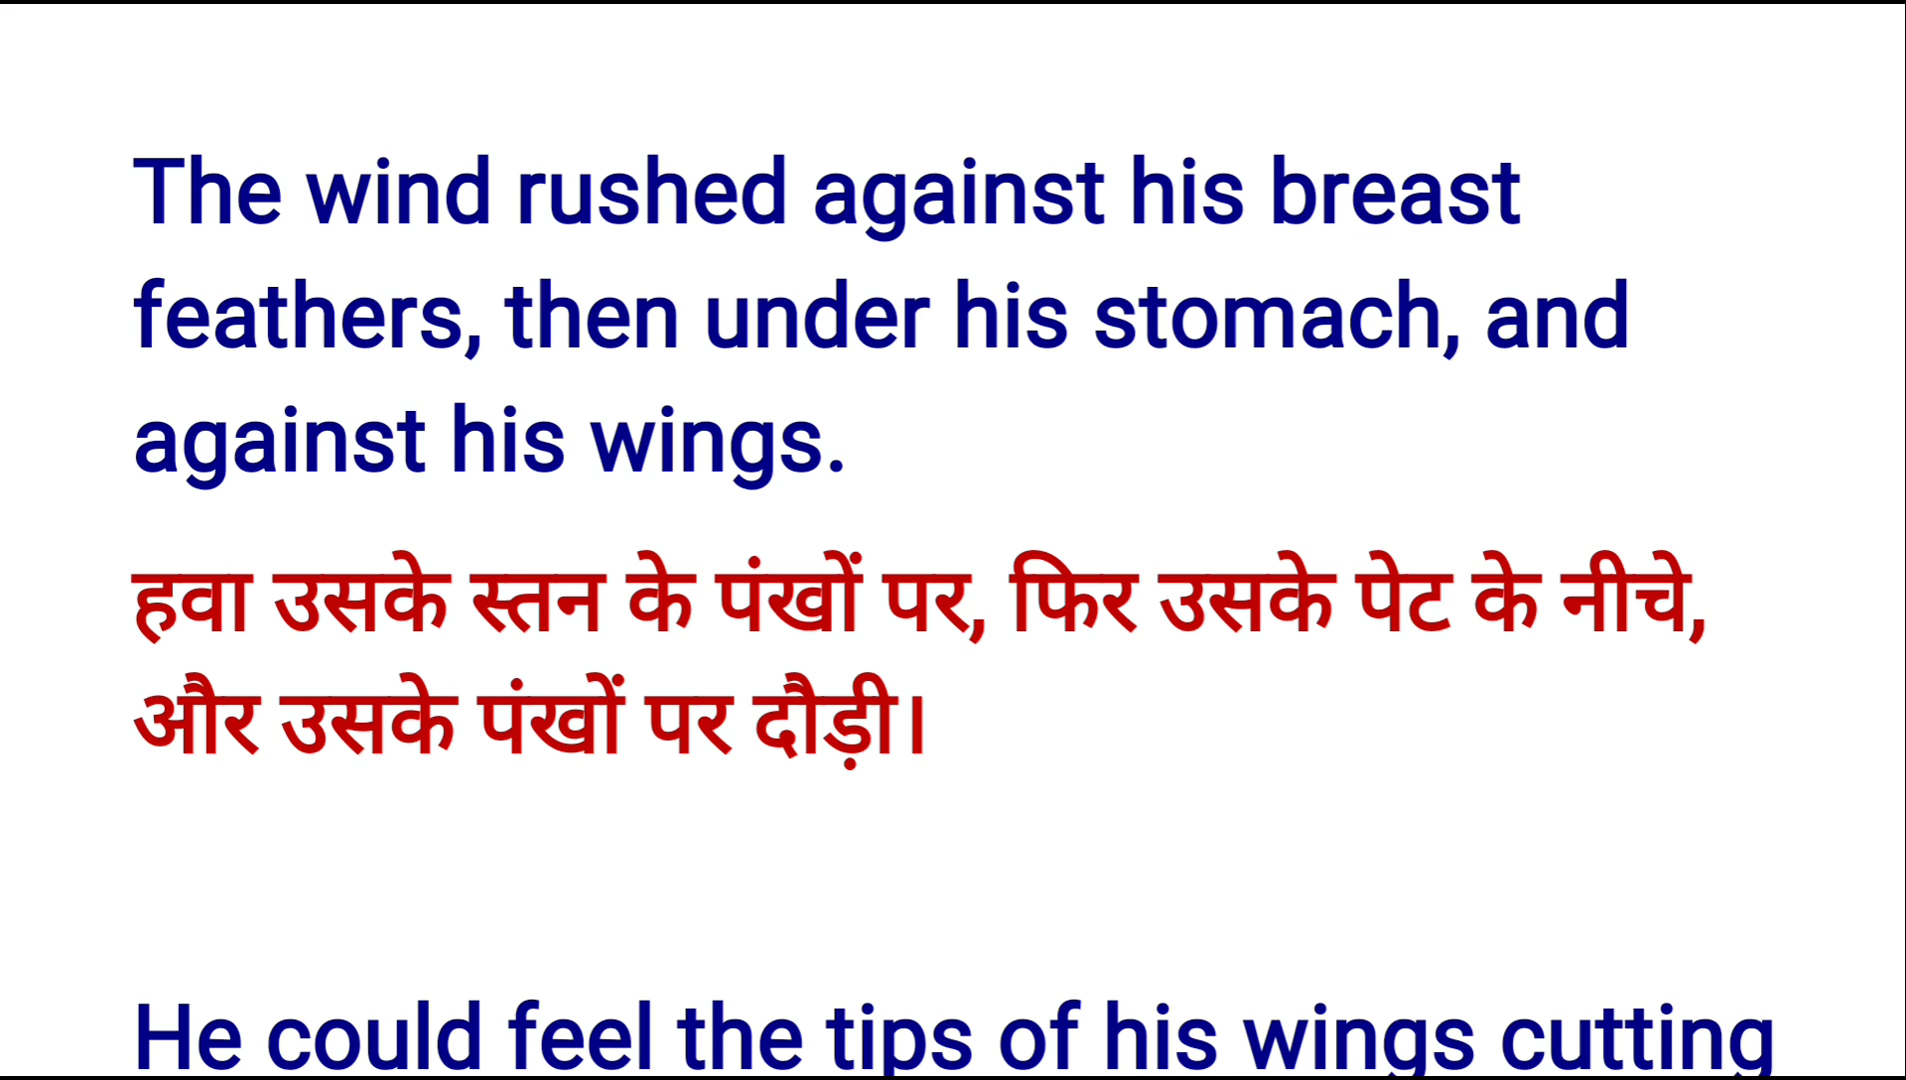 The wind rushed against his breast
feathers, then under his stomach, and
against his wings.
हवा उसके स्तन के पंखों पर, फिर उसके पेट के नीचे,
और उसके पंखों पर दौड़ी।
He could feel the tips of his wings cutting